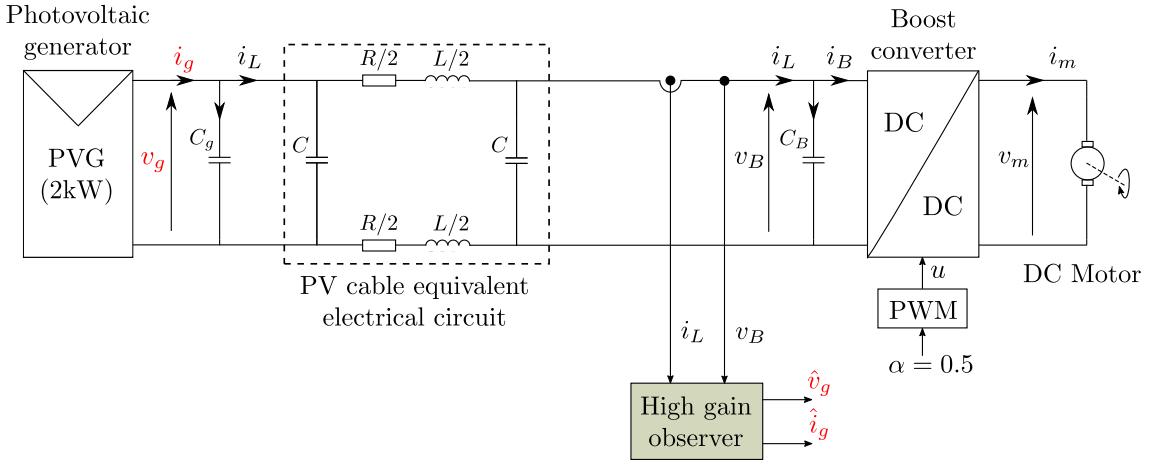 Photovoltaic
generator
i_g
i_L
R/2
L/2
i_L
i_B
Boost
converter
i_m
PVG
(2kW)
v_g
C_g
C
C
v_B
C_B
DC
DC
v_m
R/2
L/2
PV cable equivalent
electrical circuit
u
PWM
α = 0.5
DC Motor
i_L
v_B
High gain
observer
v̂_g
î_g